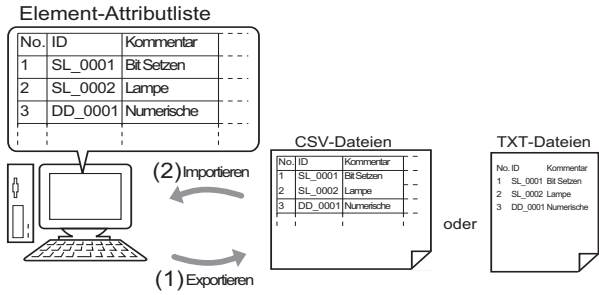 Element-Attributliste
No. ID Kommentar
1 SL_0001 Bit Setzen
2 SL_0002 Lampe
3 DD_0001 Numerische
(2) Importieren
(1) Exportieren
CSV-Dateien
No. ID Kommentar
1 SL_0001 Bit Setzen
2 SL_0002 Lampe
3 DD_0001 Numerische
oder
TXT-Dateien
No. ID Kommentar
1 SL_0001 Bit Setzen
2 SL_0002 Lampe
3 DD_0001 Numerische